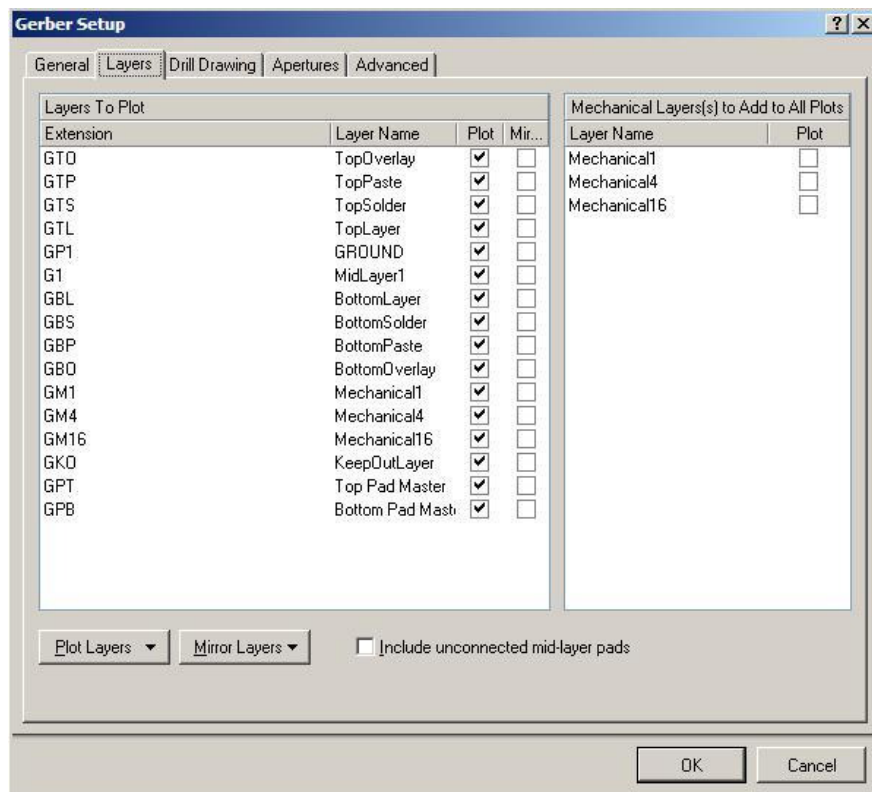 Gerber Setup
General Layers Drill Drawing Apertures Advanced
Layers To Plot
Extension Layer Name Plot Mir...
GTO TopOverlay
GTP TopPaste
GTS TopSolder
GTL TopLayer
GP1 GROUND
G1 MidLayer1
GBL BottomLayer
GBS BottomSolder
GBP BottomPaste
GBO BottomOverlay
GM1 Mechanical1
GM4 Mechanical4
GM16 Mechanical16
GKO KeepOutLayer
GPT Top Pad Master
GPB Bottom Pad Mast
Mechanical Layers(s) to Add to All Plots
Layer Name Plot
Mechanical1
Mechanical4
Mechanical16
Plot Layers Mirror Layers Include unconnected mid-layer pads
OK Cancel